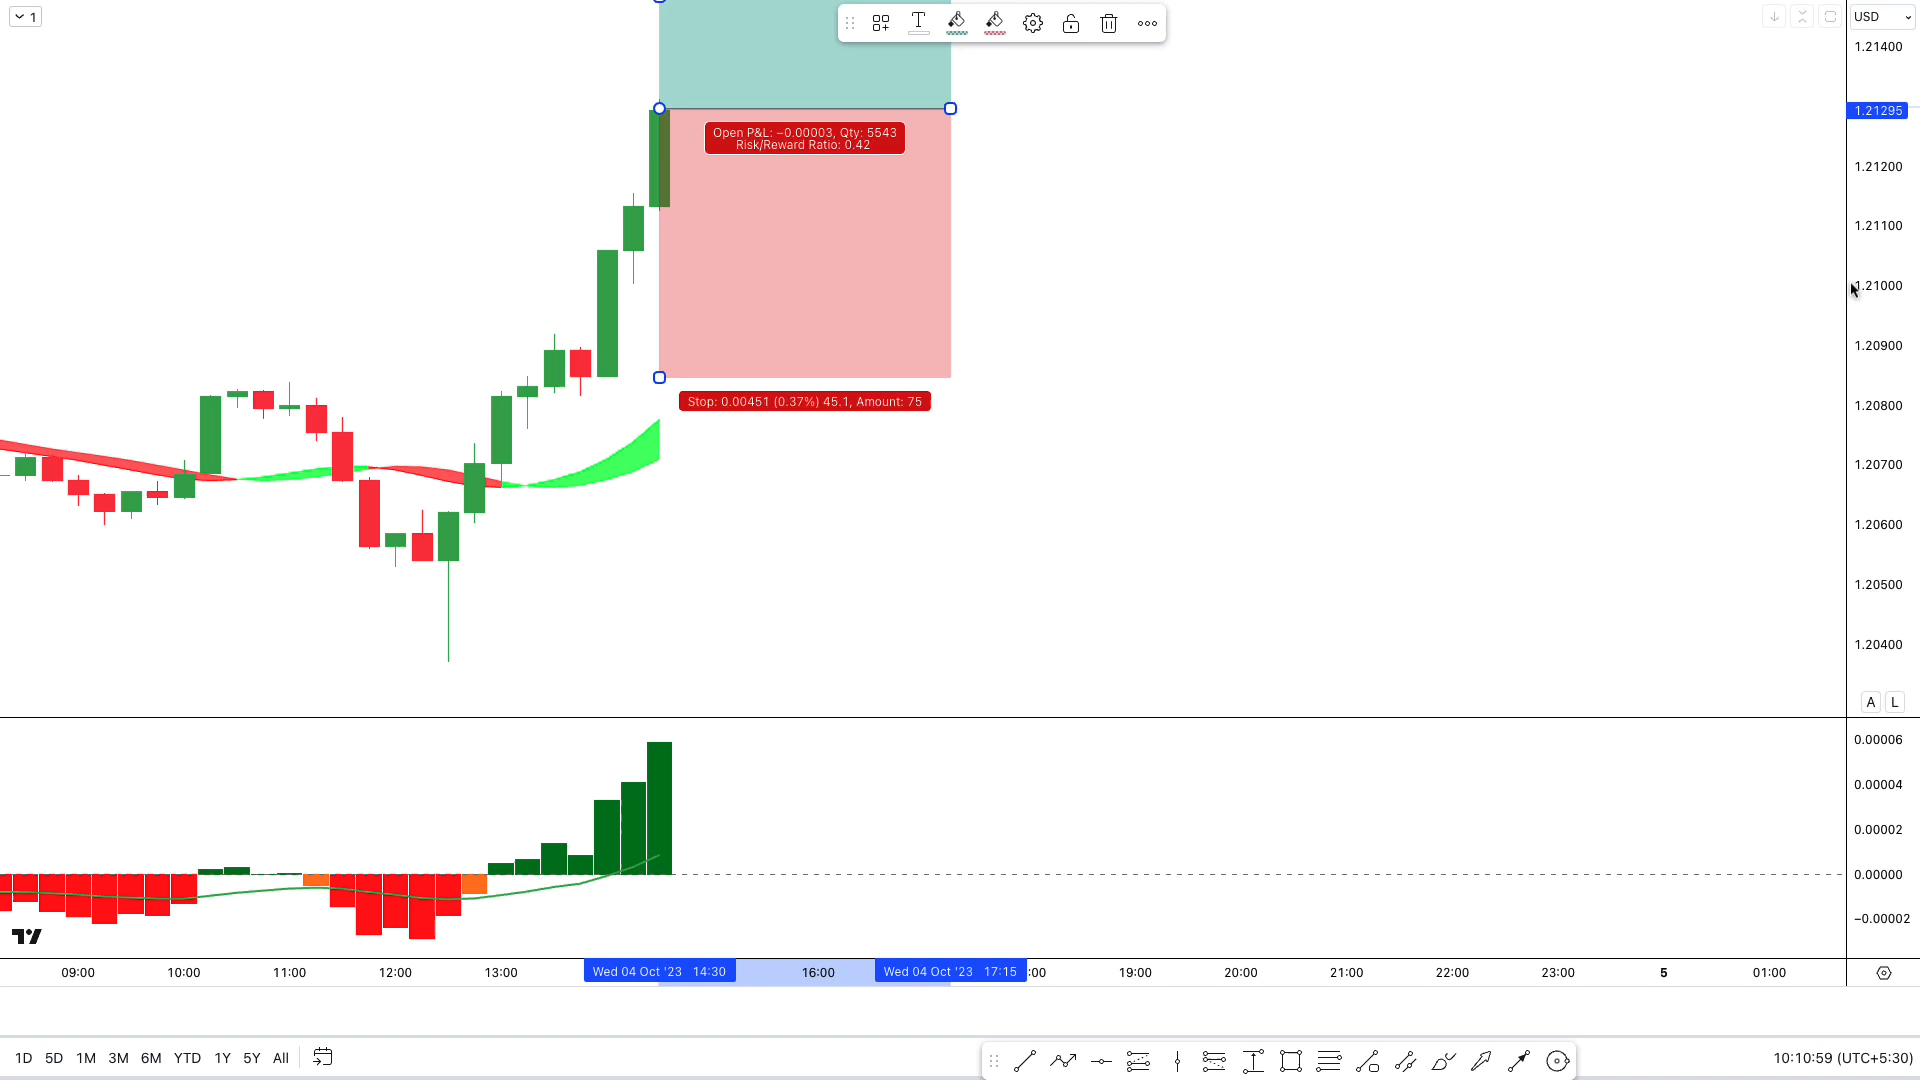 1
USD
1.21400
1.21295
1.21200
1.21100
1.21000
1.20900
1.20800
1.20700
1.20600
1.20500
1.20400
Open P&L: −0.00003, Qty: 5543
Risk/Reward Ratio: 0.42
Stop: 0.00451 (0.37%) 45.1, Amount: 75
A L
0.00006
0.00004
0.00002
0.00000
−0.00002
09:00 10:00 11:00 12:00 13:00 Wed 04 Oct '23 14:30 16:00 Wed 04 Oct '23 17:15 :00 19:00 20:00 21:00 22:00 23:00 5 01:00
1D 5D 1M 3M 6M YTD 1Y 5Y All
10:10:59 (UTC+5:30)